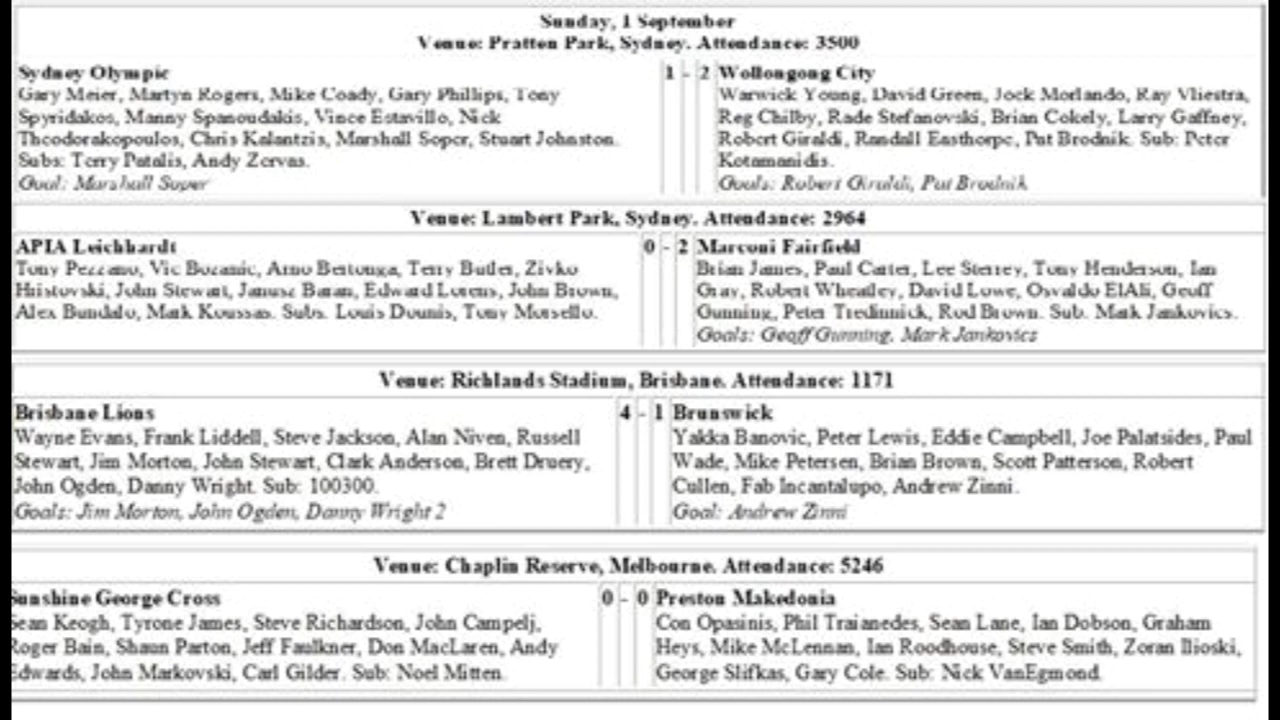 Sunday, 1 September
Venue: Pratten Park, Sydney. Attendance: 3500
Sydney Olympic 1 - 2 Wollongong City
Gary Meier, Martyn Rogers, Mike Coady, Gary Phillips, Tony
Spyridakos, Manny Spanoudakis, Vince Estavillo, Nick
Theodorakopoulos, Chris Kalantzis, Marshall Soper, Stuart Johnston.
Subs: Terry Patalis, Andy Zervas.
Goal: Marshall Soper
Warwick Young, David Green, Jock Morlando, Ray Vliestra,
Reg Chilby, Rade Stefanovski, Brian Cokely, Larry Gaffney,
Robert Giraldi, Randall Easthorpe, Pat Brodnik. Sub: Peter
Kotamanidis.
Goals: Robert Giraldi, Pat Brodnik
Venue: Lambert Park, Sydney. Attendance: 2964
APIA Leichhardt 0 - 2 Marconi Fairfield
Tony Pezzano, Vic Bozanic, Arno Bertogna, Terry Butler, Zivko
Hristovski, John Stewart, Janusz Baran, Edward Lorens, John Brown,
Alex Bundalo, Mark Koussas. Subs: Louis Dounis, Tony Morsello.
Brian James, Paul Carter, Lee Sterrey, Tony Henderson, Ian
Gray, Robert Wheatley, David Lowe, Osvaldo ElAli, Geoff
Gunning, Peter Tredinnick, Rod Brown. Sub: Mark Jankovics.
Goals: Geoff Gunning, Mark Jankovics
Venue: Richlands Stadium, Brisbane. Attendance: 1171
Brisbane Lions 4 - 1 Brunswick
Wayne Evans, Frank Liddell, Steve Jackson, Alan Niven, Russell
Stewart, Jim Morton, John Stewart, Clark Anderson, Brett Druery,
John Ogden, Danny Wright. Sub: 100300.
Goals: Jim Morton, John Ogden, Danny Wright 2
Yakka Banovic, Peter Lewis, Eddie Campbell, Joe Palatsides, Paul
Wade, Mike Petersen, Brian Brown, Scott Patterson, Robert
Cullen, Fab Incantalupo, Andrew Zinni.
Goal: Andrew Zinni
Venue: Chaplin Reserve, Melbourne. Attendance: 5246
Sunshine George Cross 0 - 0 Preston Makedonia
Sean Keogh, Tyrone James, Steve Richardson, John Campelj,
Roger Bain, Shaun Parton, Jeff Faulkner, Don MacLaren, Andy
Edwards, John Markovski, Carl Gilder. Sub: Noel Mitten.
Con Opasinis, Phil Traianedes, Sean Lane, Ian Dobson, Graham
Heys, Mike McLennan, Ian Roodhouse, Steve Smith, Zoran Ilioski,
George Slifkas, Gary Cole. Sub: Nick VanEgmond.